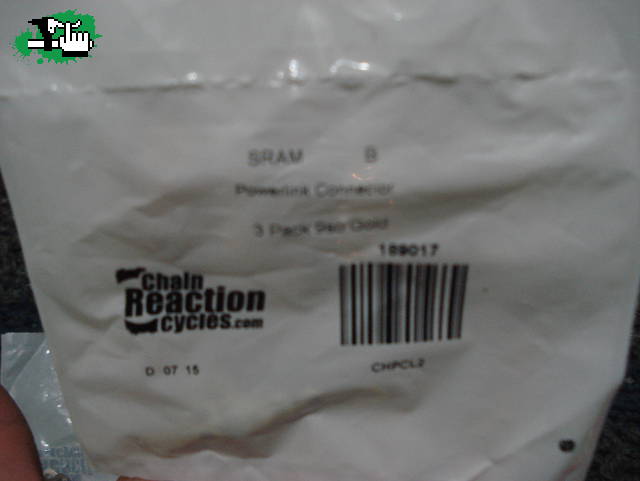 SRAM B
Powerlink Connector
3 Pack 9sp Gold
189017
Chain
Reaction
Cycles.com
D 07 15
CHPCL2